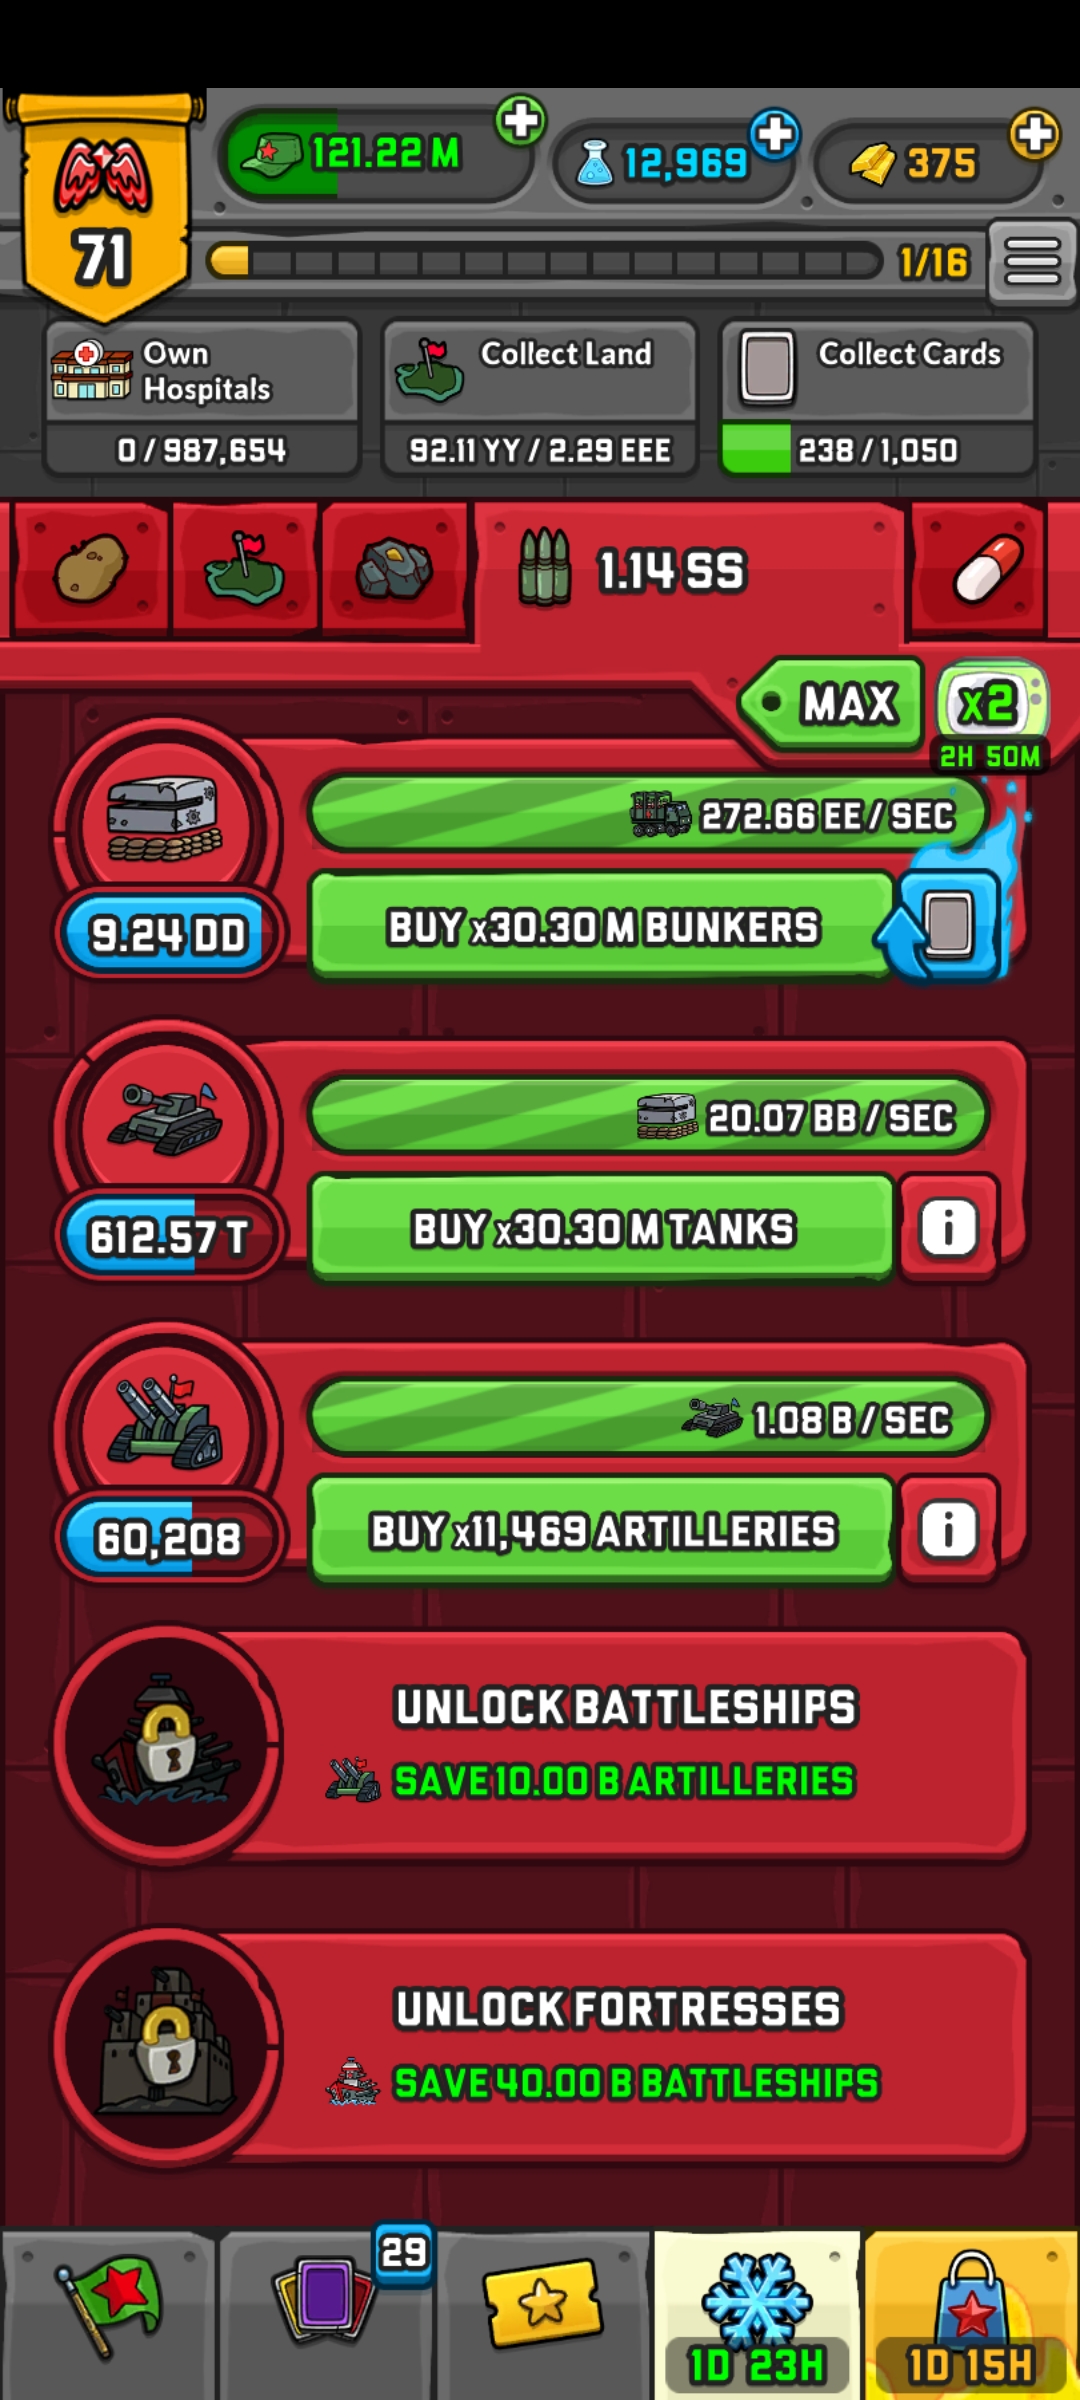 121.22 M
12,969
375
71
1/16
Own Hospitals
0 / 987,654
Collect Land
92.11 YY / 2.29 EEE
Collect Cards
238 / 1,050
1.14 SS
MAX
x2
2H 50M
272.66 EE / SEC
9.24 DD
BUY x30.30 M BUNKERS
20.07 BB / SEC
612.57 T
BUY x30.30 M TANKS
i
1.08 B / SEC
60,208
BUY x11,469 ARTILLERIES
i
UNLOCK BATTLESHIPS
SAVE 10.00 B ARTILLERIES
UNLOCK FORTRESSES
SAVE 40.00 B BATTLESHIPS
29
1D 23H
1D 15H